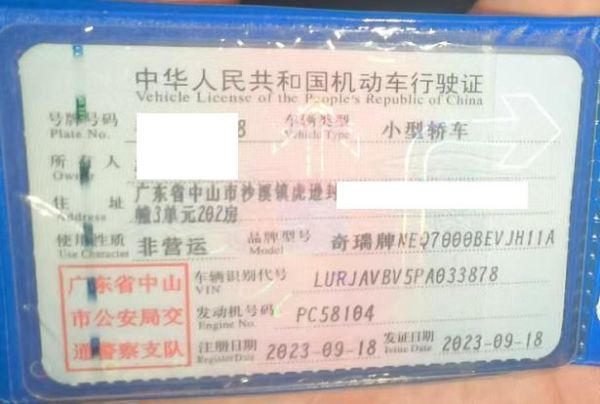 中华人民共和国机动车行驶证
Vehicle License of the People's Republic of China
号牌号码 8 车辆类型 小型轿车
Plate No. Vehicle Type
所有人
Owner
住址 广东省中山市沙溪镇虎逊
Address 幢3单元202房
使用性质 非营运 品牌型号 奇瑞牌NEQ7000BEVJH11A
Use Character Model
车辆识别代号 LURJAVBV5PA033878
VIN
发动机号码 PC58104
Engine No.
注册日期 2023-09-18 发证日期 2023-09-18
Register Date Issue Date
广东省中山
市公安局交
通警察支队